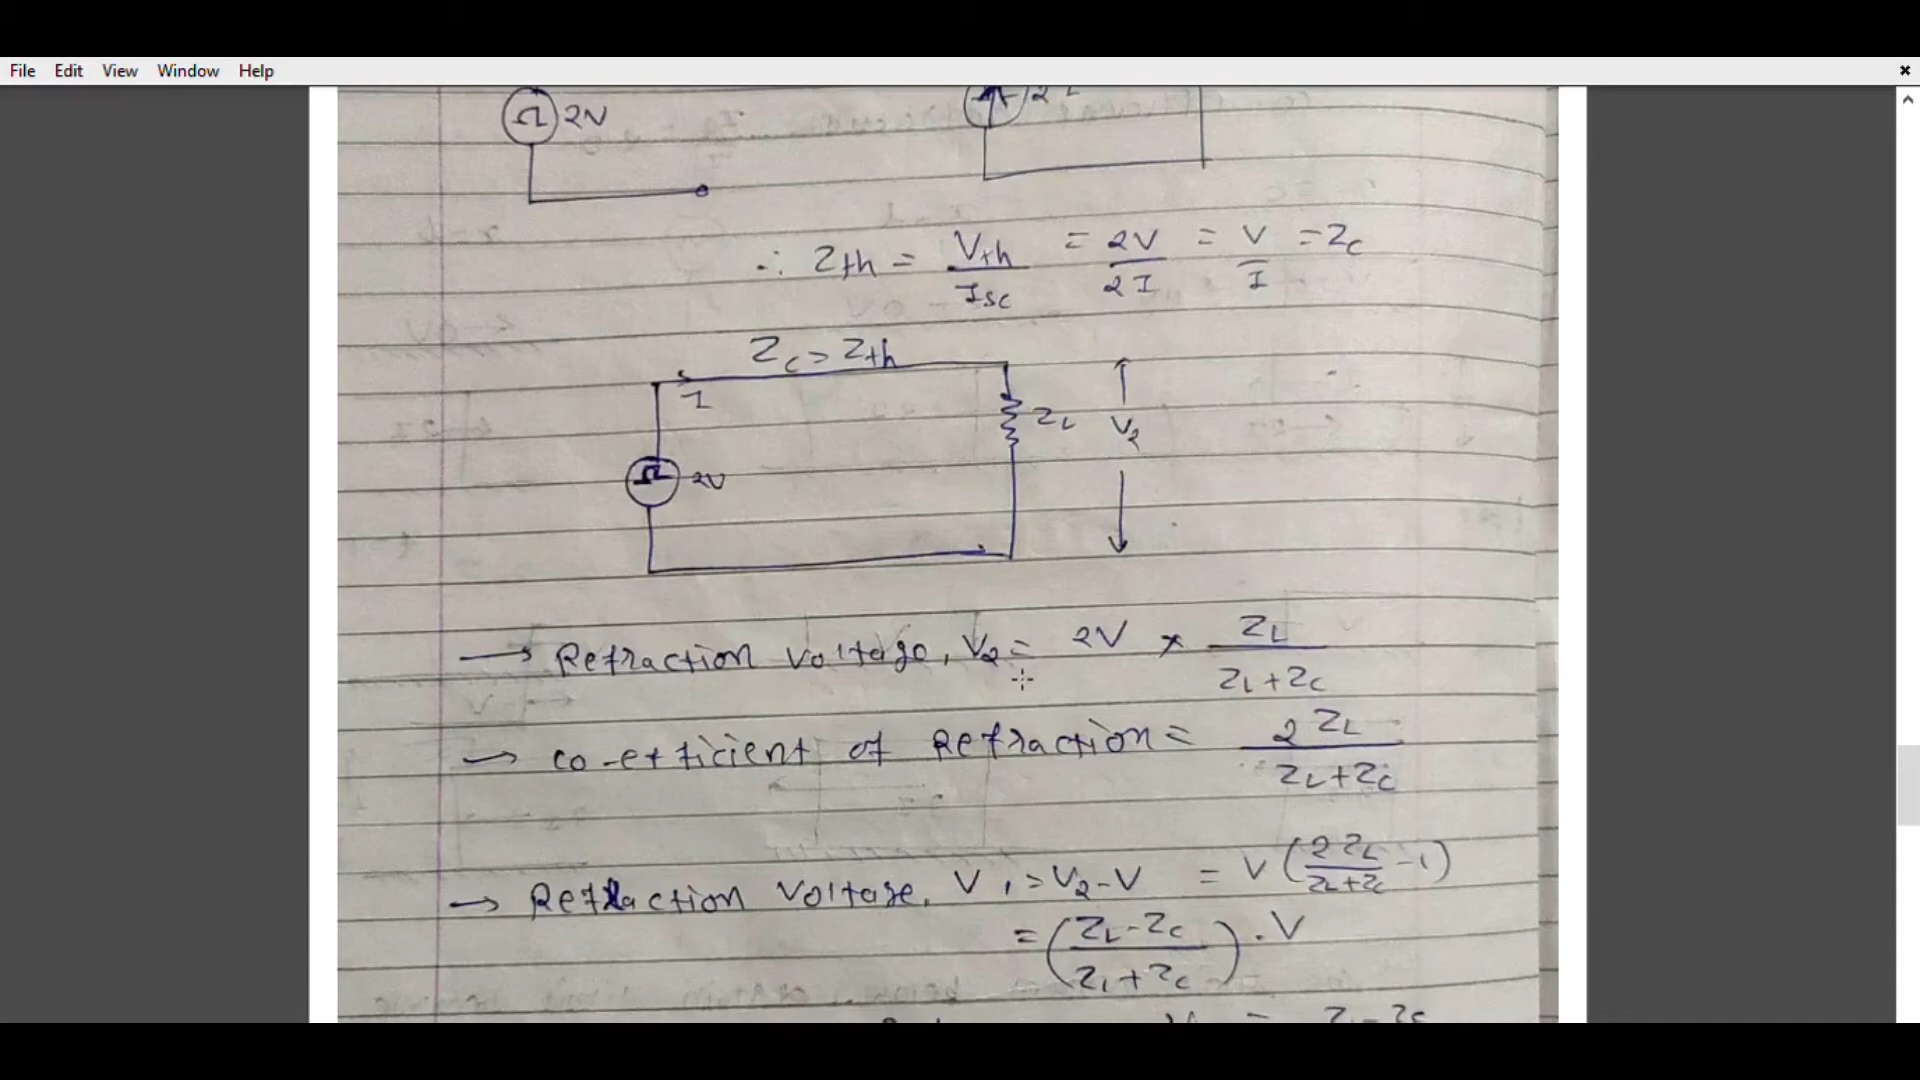 File Edit View Window Help
2V
∴ Zth = Vth / Isc = 2V / 2I = V / I = Zc
Zc = Zth
I
ZL
V2
2V
→ Refraction Voltage, V2 = 2V × ZL / ZL+Zc
→ co-efficient of Refraction = 2ZL / ZL+Zc
→ Voltage, V1 = V2-V = V (2ZL / ZL+Zc - 1)
= (ZL-Zc / ZL+Zc) . V